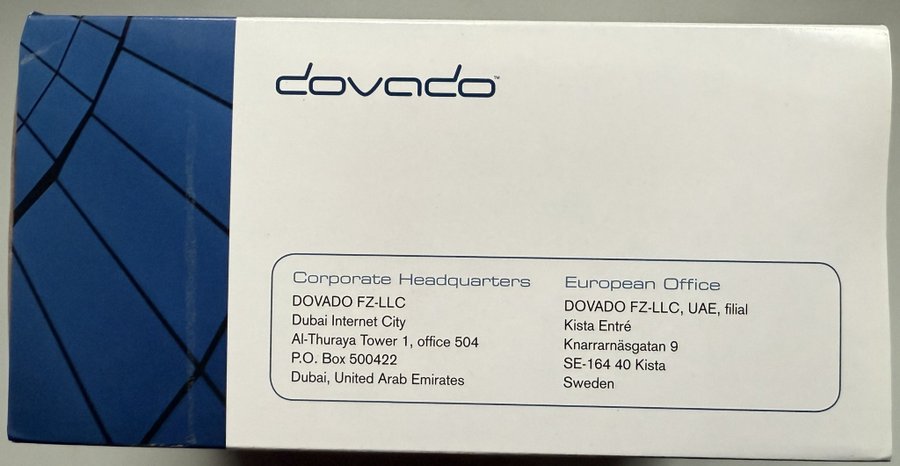 dovado™
Corporate Headquarters
DOVADO FZ-LLC
Dubai Internet City
Al-Thuraya Tower 1, office 504
P.O. Box 500422
Dubai, United Arab Emirates
European Office
DOVADO FZ-LLC, UAE, filial
Kista Entré
Knarrarnäsgatan 9
SE-164 40 Kista
Sweden